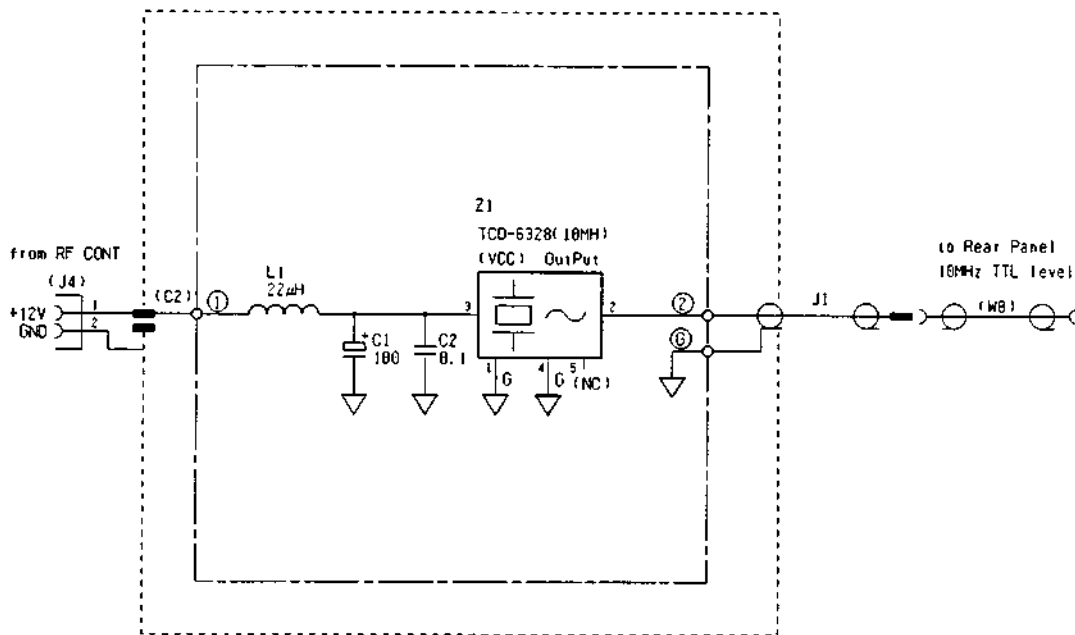 Z1
TCO-6328(10MH)
(VCC) OutPut
from RF CONT
(J4)
+12V
GND
1
2
(C2)
①
L1
22μH
+
C1
100
C2
0.1
3
2
1
G
4
G
5
(NC)
②
G
J1
to Rear Panel
10MHz TTL level
(W8)